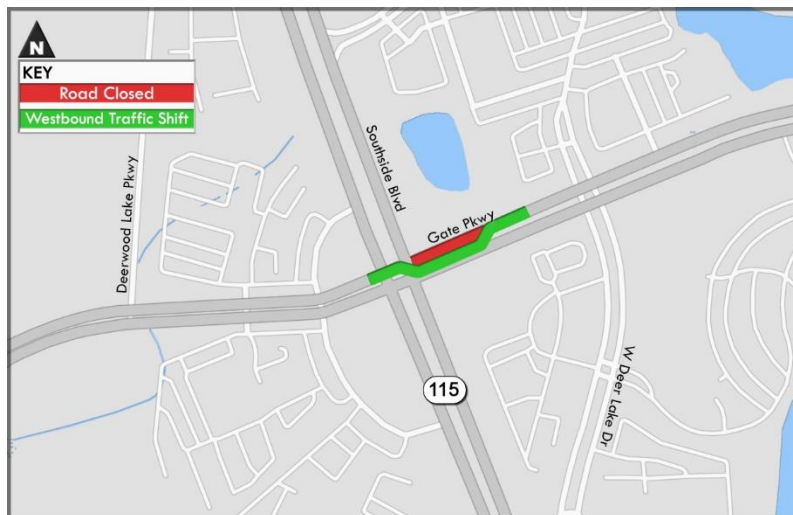 N
KEY
Road Closed
Westbound Traffic Shift
Deerwood Lake Pkwy
Southside Blvd
Gate Pkwy
115
W Deer Lake Dr